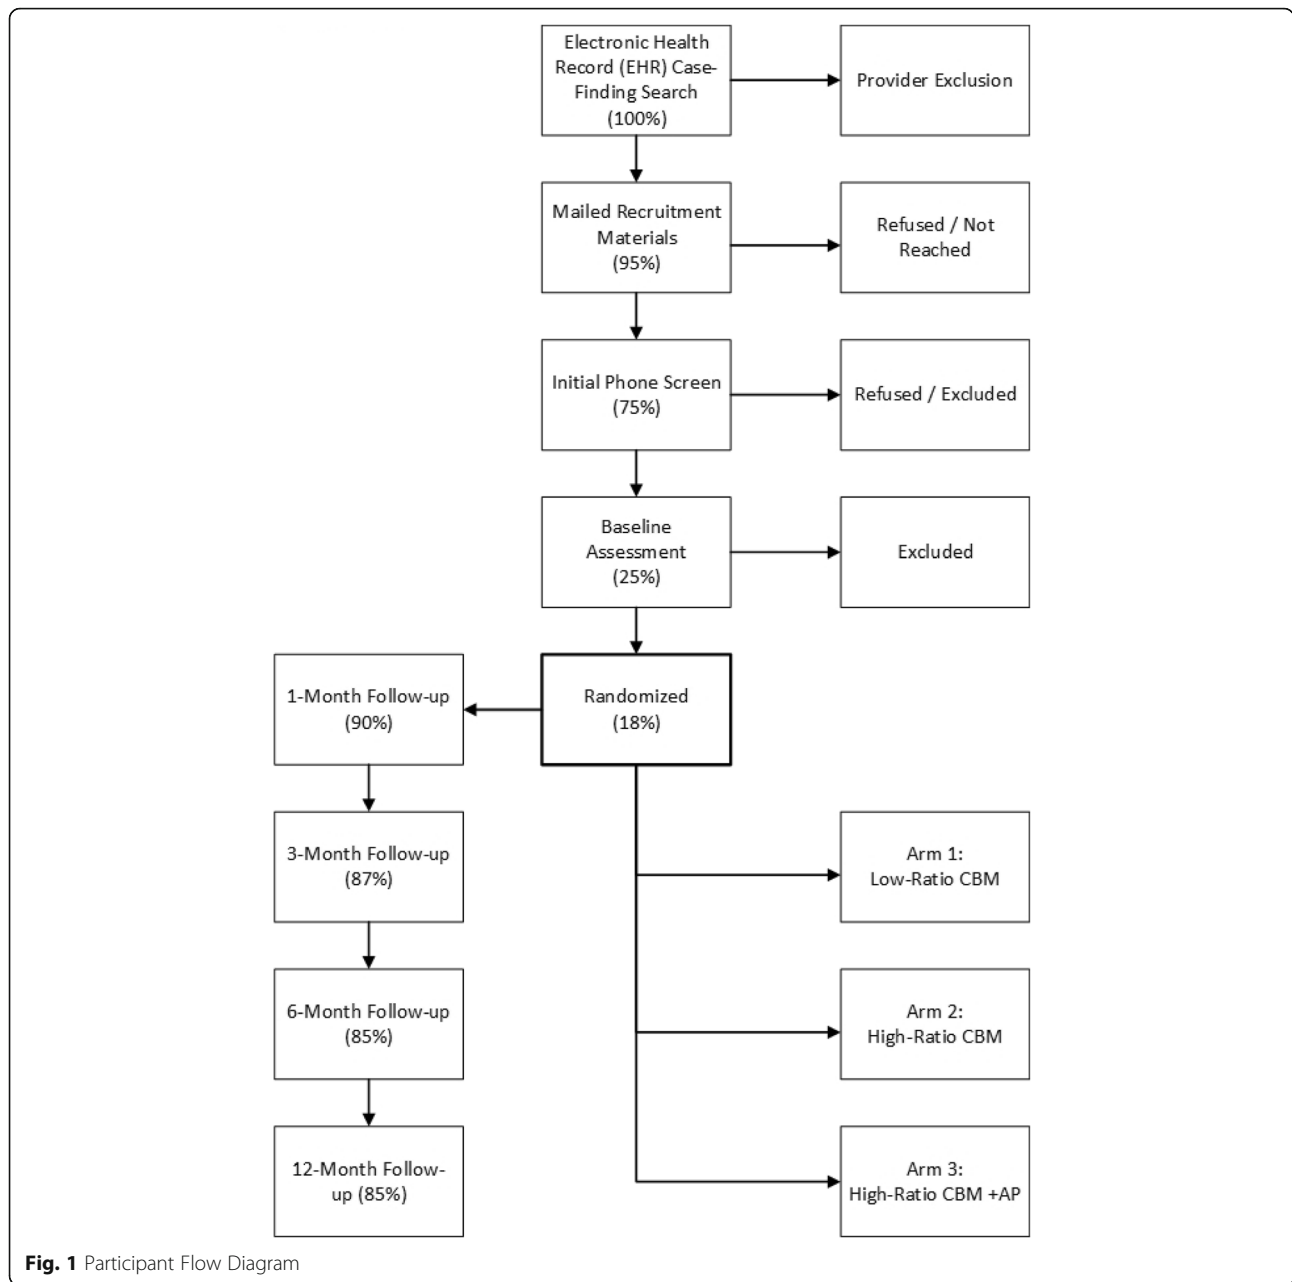 Electronic Health
Record (EHR) Case-
Finding Search
(100%)
Provider Exclusion
Mailed Recruitment
Materials
(95%)
Refused / Not
Reached
Initial Phone Screen
(75%)
Refused / Excluded
Baseline
Assessment
(25%)
Excluded
1-Month Follow-up
(90%)
Randomized
(18%)
3-Month Follow-up
(87%)
Arm 1:
Low-Ratio CBM
6-Month Follow-up
(85%)
Arm 2:
High-Ratio CBM
12-Month Follow-
up (85%)
Arm 3:
High-Ratio CBM +AP
Fig. 1 Participant Flow Diagram